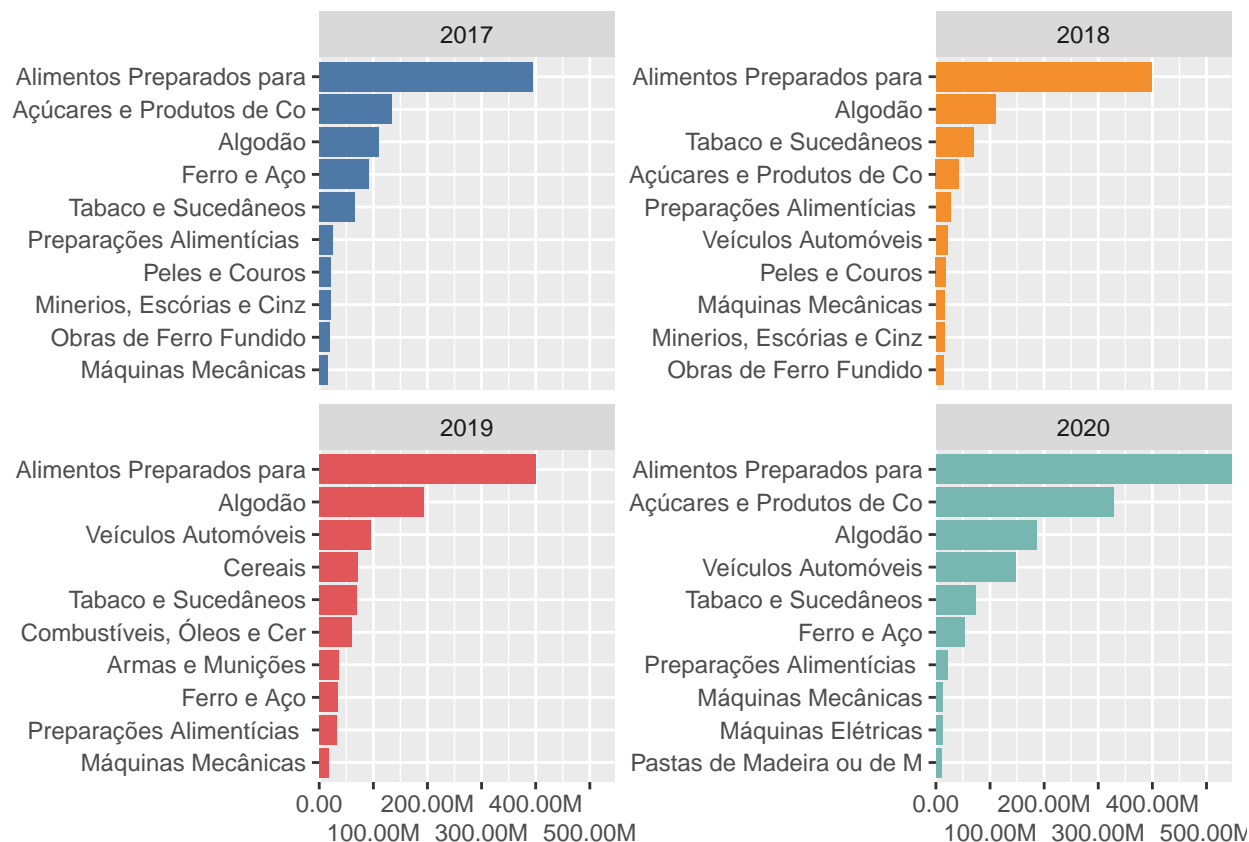 2017
Alimentos Preparados para
Açúcares e Produtos de Co
Algodão
Ferro e Aço
Tabaco e Sucedâneos
Preparações Alimentícias
Peles e Couros
Minerios, Escórias e Cinz
Obras de Ferro Fundido
Máquinas Mecânicas
2018
Alimentos Preparados para
Algodão
Tabaco e Sucedâneos
Açúcares e Produtos de Co
Preparações Alimentícias
Veículos Automóveis
Peles e Couros
Máquinas Mecânicas
Minerios, Escórias e Cinz
Obras de Ferro Fundido
2019
Alimentos Preparados para
Algodão
Veículos Automóveis
Cereais
Tabaco e Sucedâneos
Combustíveis, Óleos e Cer
Armas e Munições
Ferro e Aço
Preparações Alimentícias
Máquinas Mecânicas
0.00 200.00M 400.00M
100.00M 300.00M 500.00M
2020
Alimentos Preparados para
Açúcares e Produtos de Co
Algodão
Veículos Automóveis
Tabaco e Sucedâneos
Ferro e Aço
Preparações Alimentícias
Máquinas Mecânicas
Máquinas Elétricas
Pastas de Madeira ou de M
0.00 200.00M 400.00M
100.00M 300.00M 500.00M